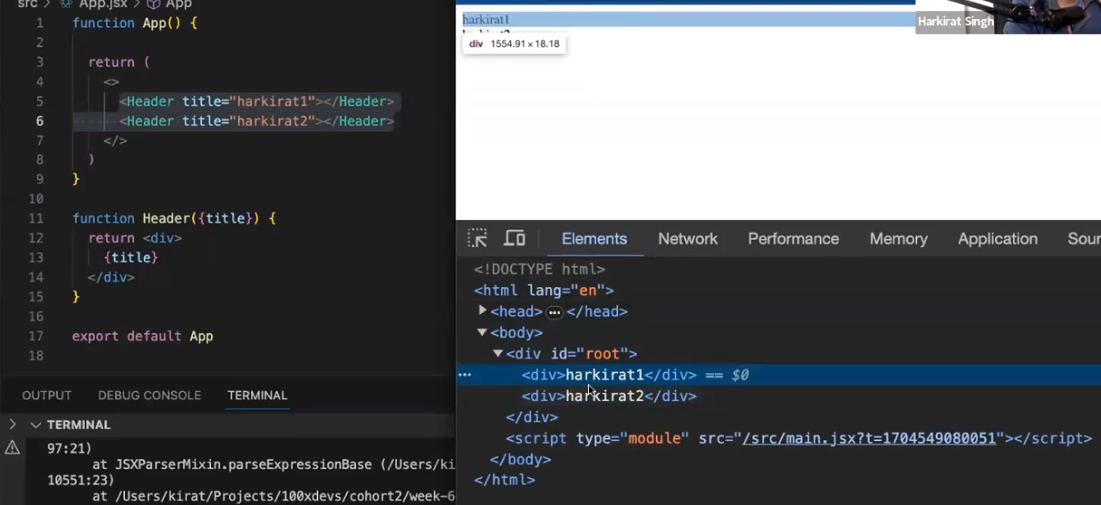 src > App.jsx > App
1 function App() {
2
3 return (
4 <>
5 <Header title="harkirat1"></Header>
6 <Header title="harkirat2"></Header>
7 </>
8 )
9 }
10
11 function Header({title}) {
12 return <div>
13 {title}
14 </div>
15 }
16
17 export default App
18
OUTPUT DEBUG CONSOLE TERMINAL
TERMINAL
97:21)
at JSXParserMixin.parseExpressionBase (/Users/ki
10551:23)
at /Users/kirat/Projects/100xdevs/cohort2/week-6
harkirat1
div 1554.91 × 18.18
Harkirat Singh
Elements Network Performance Memory Application Sour
<!DOCTYPE html>
<html lang="en">
<head> ••• </head>
<body>
<div id="root">
••• <div>harkirat1</div> == $0
<div>harkirat2</div>
</div>
<script type="module" src="/src/main.jsx?t=1704549080051"></script>
</body>
</html>